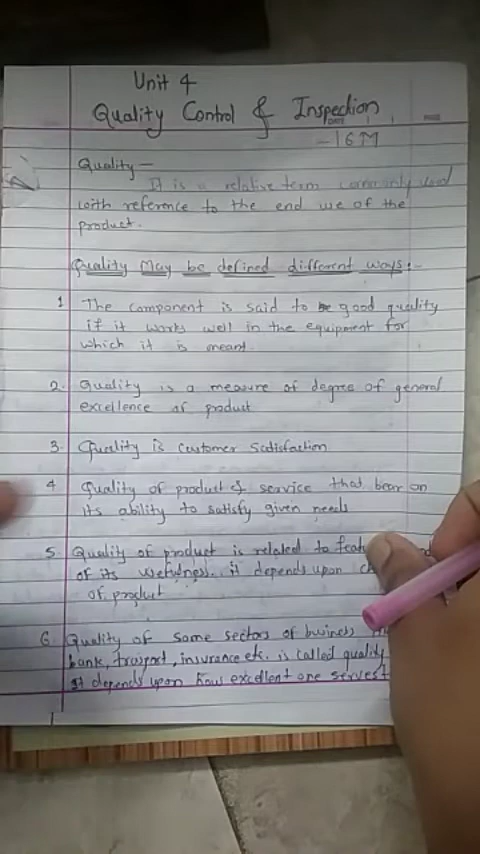 Unit 4
Quality Control & Inspection
-16M
Quality -
It is a relative term commonly used
with reference to the end use of the
product.
Quality May be defined different ways:-
1 The component is said to be good quality
if it works well in the equipment for
which it is meant.
2. Quality is a measure of degree of general
excellence of product
3. Quality is customer Satisfaction
4 Quality of product & service that bear on
its ability to satisfy given needs
5. Quality of product is related to
of its usefulness. it depends upon
of product
6 Quality of some sectors of business
bank, trasport, insurance etc. is called quality
It depends upon how excellent one